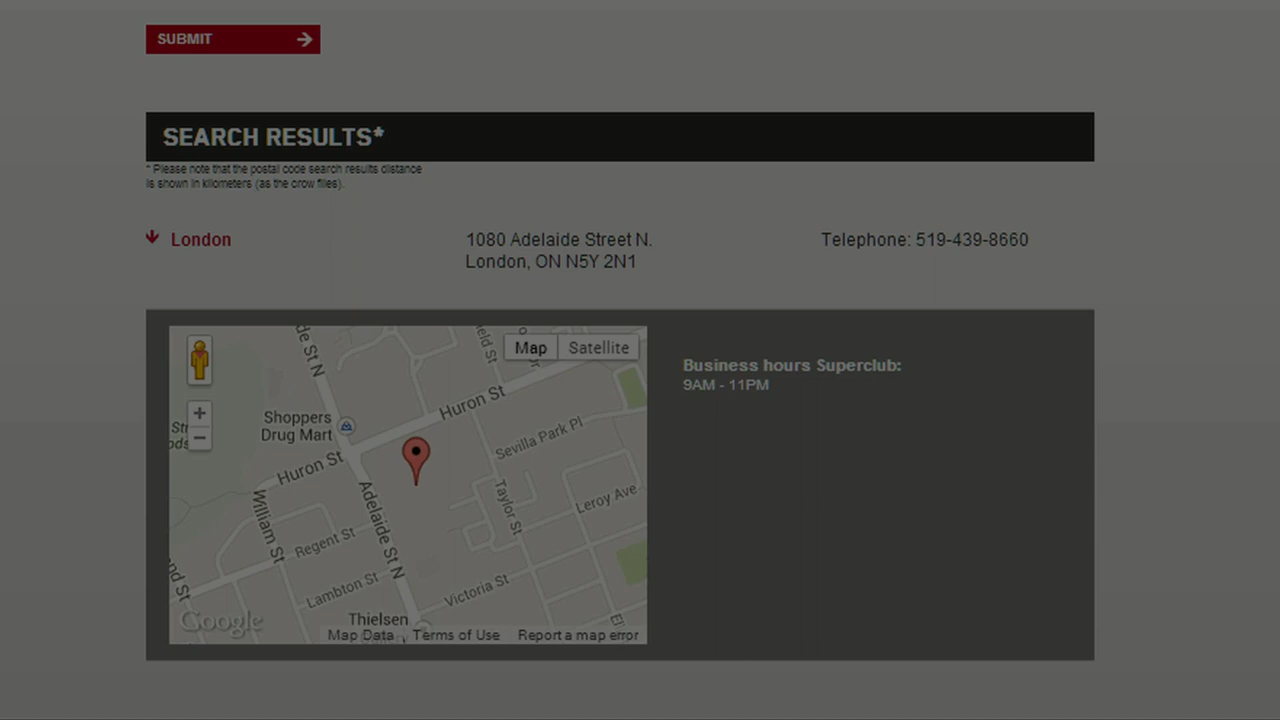 SUBMIT
SEARCH RESULTS*
* Please note that the postal code search results distance
is shown in kilometers (as the crow flies).
London
1080 Adelaide Street N.
London, ON N5Y 2N1
Telephone: 519-439-8660
Map
Satellite
Business hours Superclub:
9AM - 11PM
de St N
Huron St
Shoppers
Drug Mart
Sevilla Park Pl
Huron St
Adelaide St N
Taylor St
Leroy Ave
William St
Regent St
Lambton St
Victoria St
Thielsen
Google
Map Data
Terms of Use
Report a map error